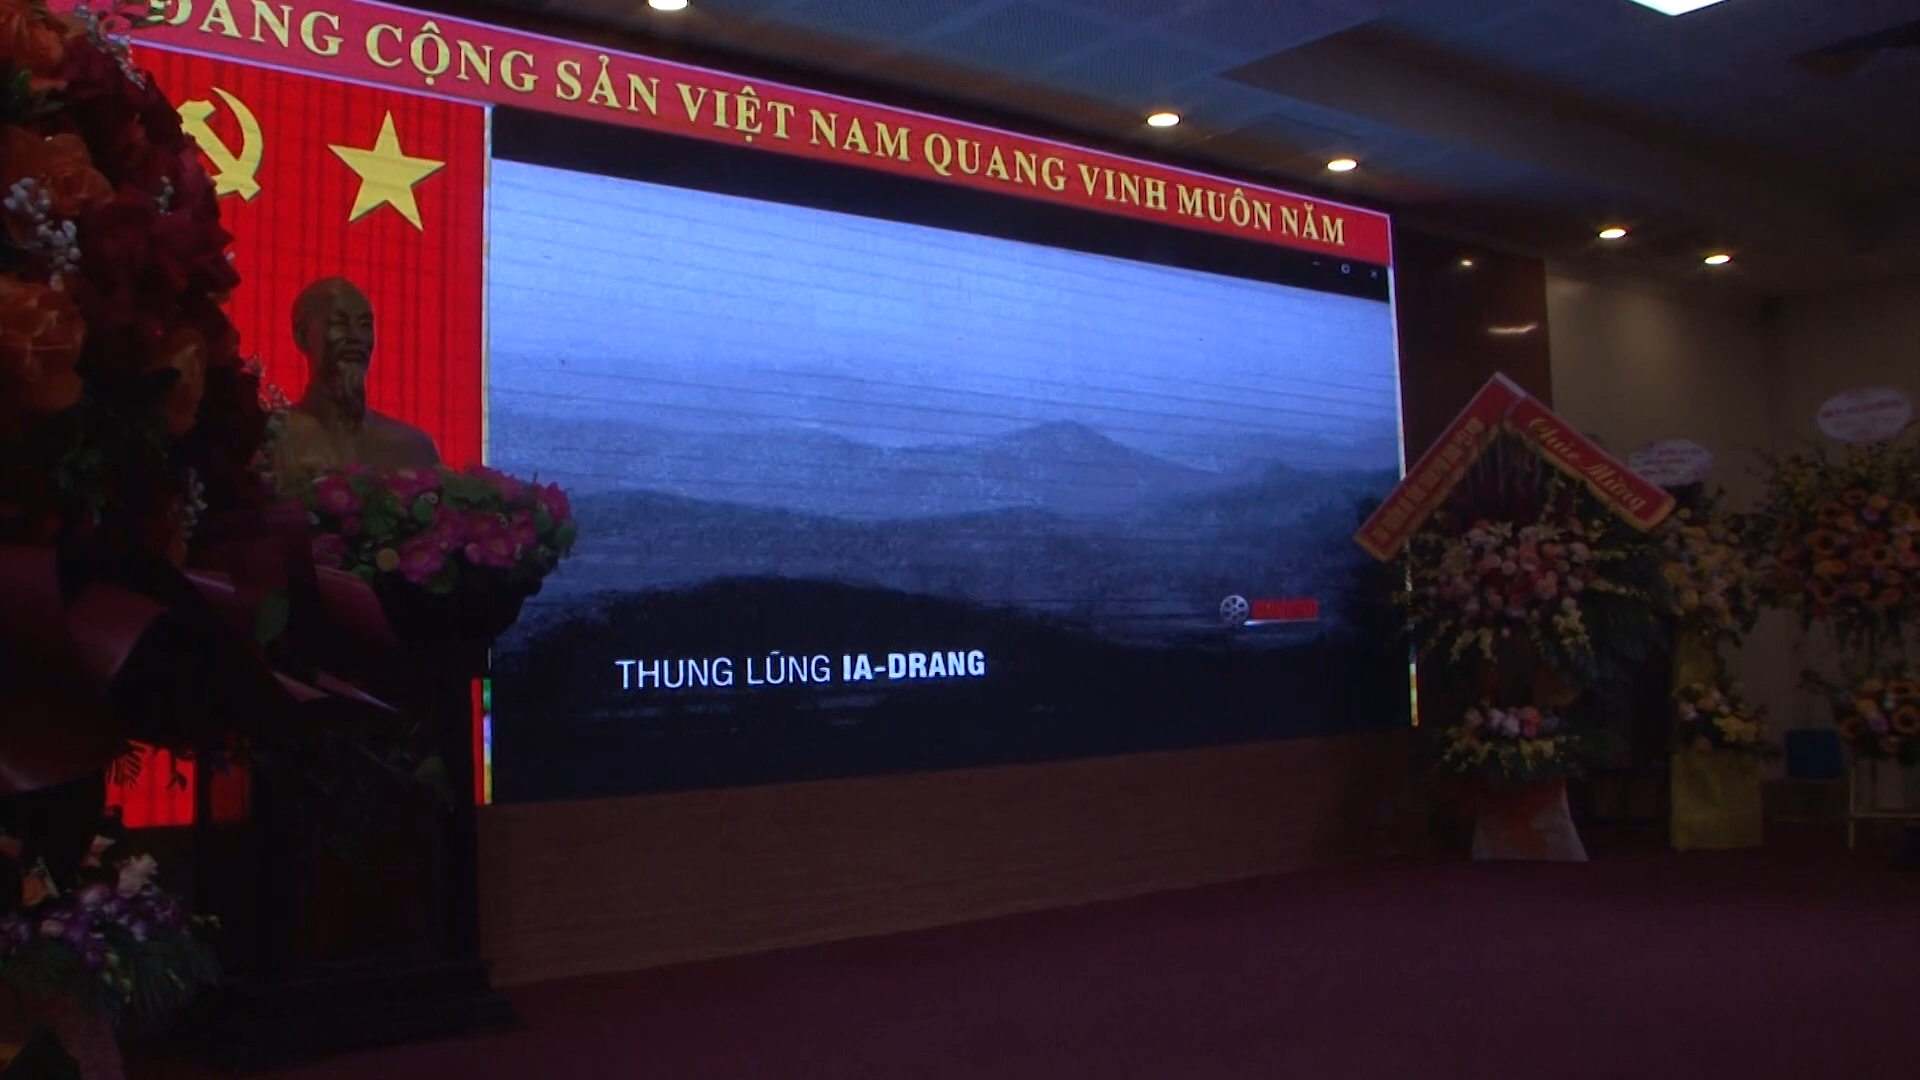 ĐẢNG CỘNG SẢN VIỆT NAM QUANG VINH MUÔN NĂM
THUNG LŨNG IA-DRANG
Chúc Mừng